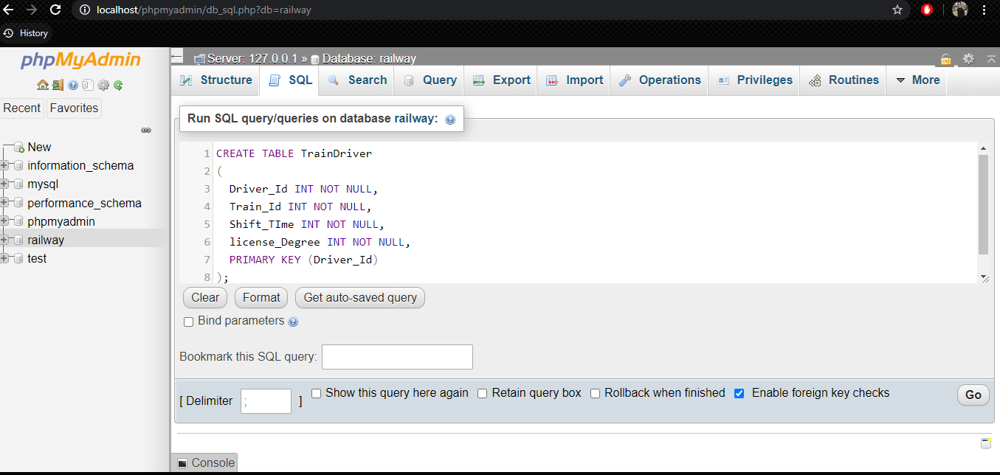 localhost/phpmyadmin/db_sql.php?db=railway
History
phpMyAdmin
Recent Favorites
New
information_schema
mysql
performance_schema
phpmyadmin
railway
test
Server: 127.0.0.1 » Database: railway
Structure SQL Search Query Export Import Operations Privileges Routines More
Run SQL query/queries on database railway:
1 CREATE TABLE TrainDriver
2 (
3 Driver_Id INT NOT NULL,
4 Train_Id INT NOT NULL,
5 Shift_TIme INT NOT NULL,
6 license_Degree INT NOT NULL,
7 PRIMARY KEY (Driver_Id)
8 );
Clear Format Get auto-saved query
Bind parameters
Bookmark this SQL query:
[ Delimiter ; ] Show this query here again Retain query box Rollback when finished Enable foreign key checks Go
Console